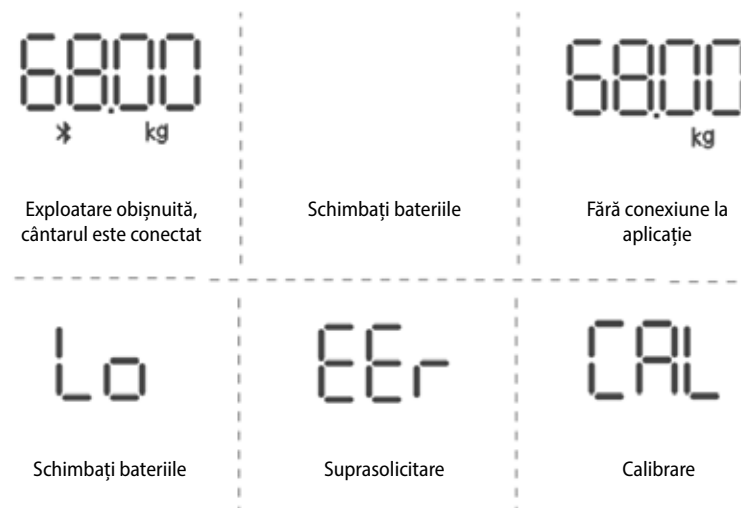 68.00
kg
Exploatare obișnuită,
cântarul este conectat
Schimbați bateriile
68.00
kg
Fără conexiune la
aplicație
Lo
Schimbați bateriile
EEr
Suprasolicitare
CAL
Calibrare